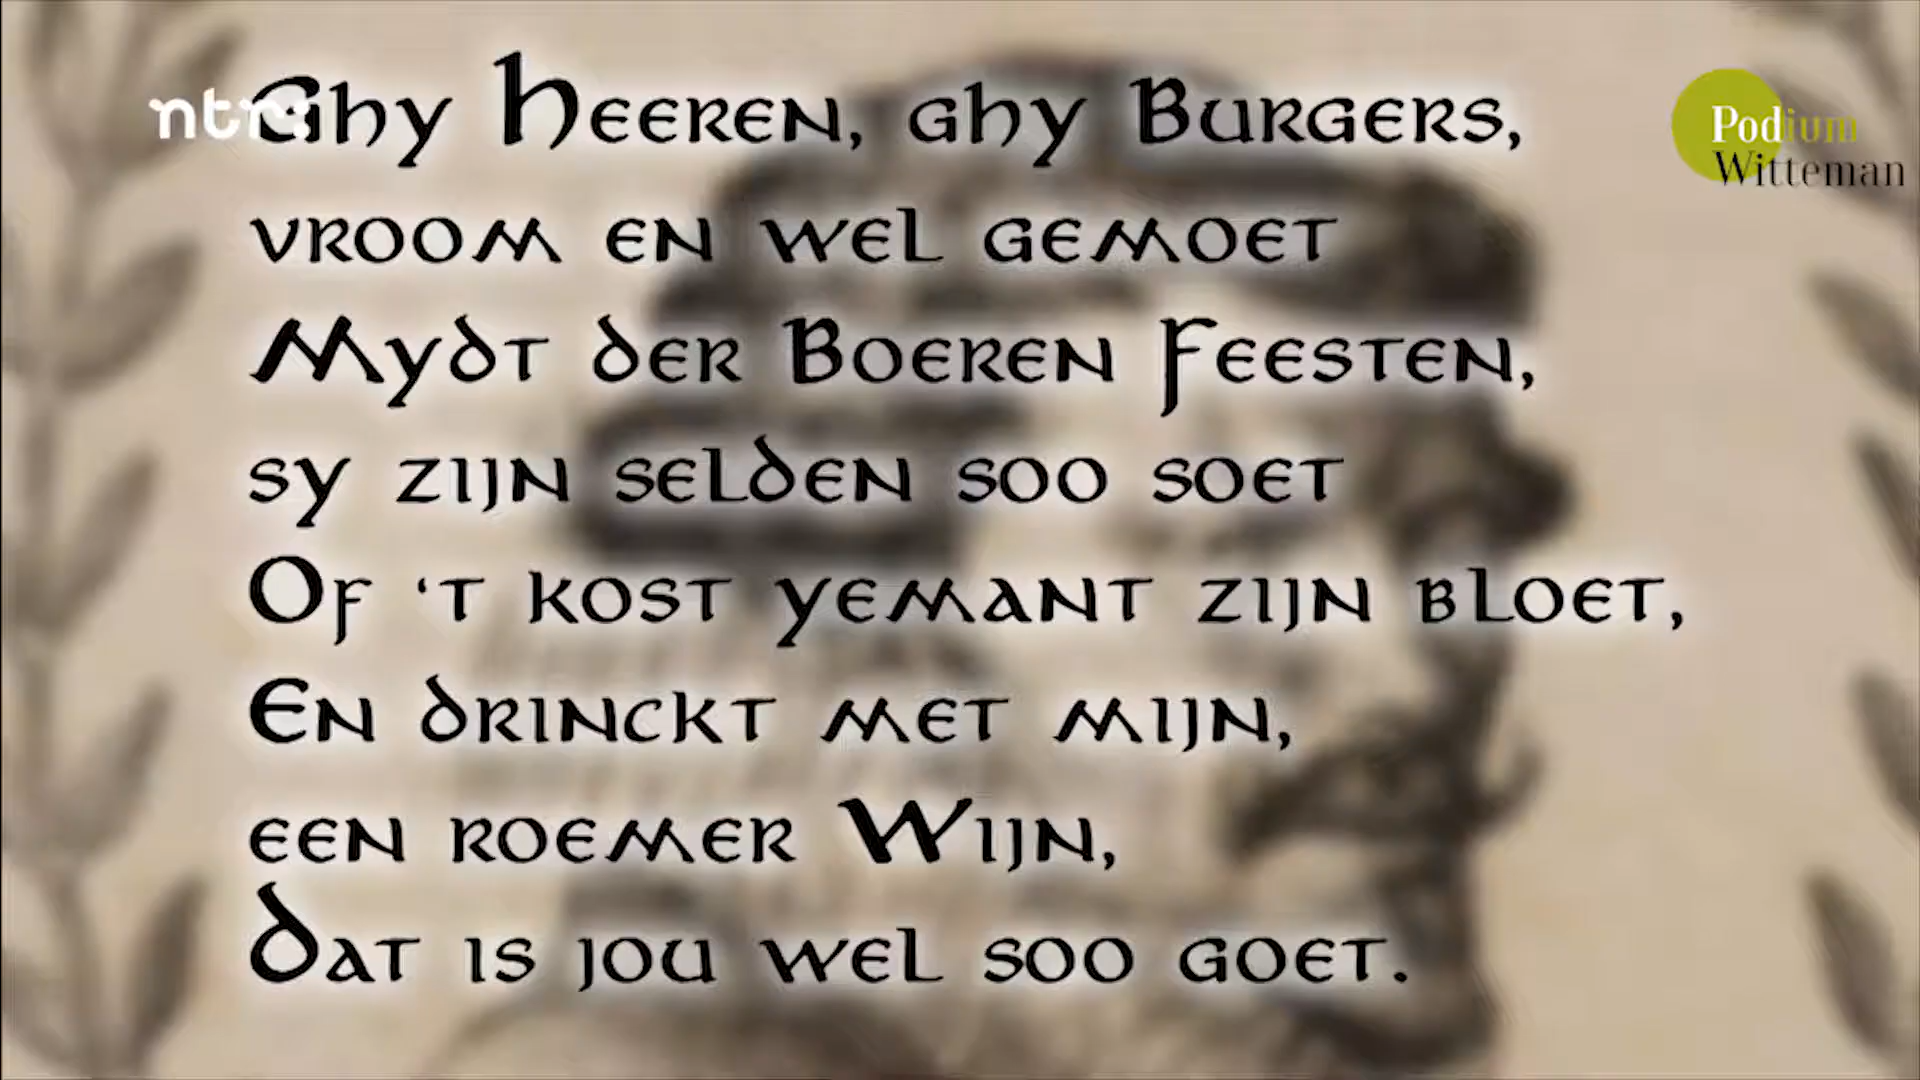 ntr:
Podium
Witteman
Ghy Heeren, ghy Burgers,
vroom en wel gemoet
Mydt der Boeren Feesten,
sy zijn selden soo soet
Of 't kost yemant zijn bloet,
En drinckt met mijn,
een roemer Wijn,
Dat is jou wel soo goet.